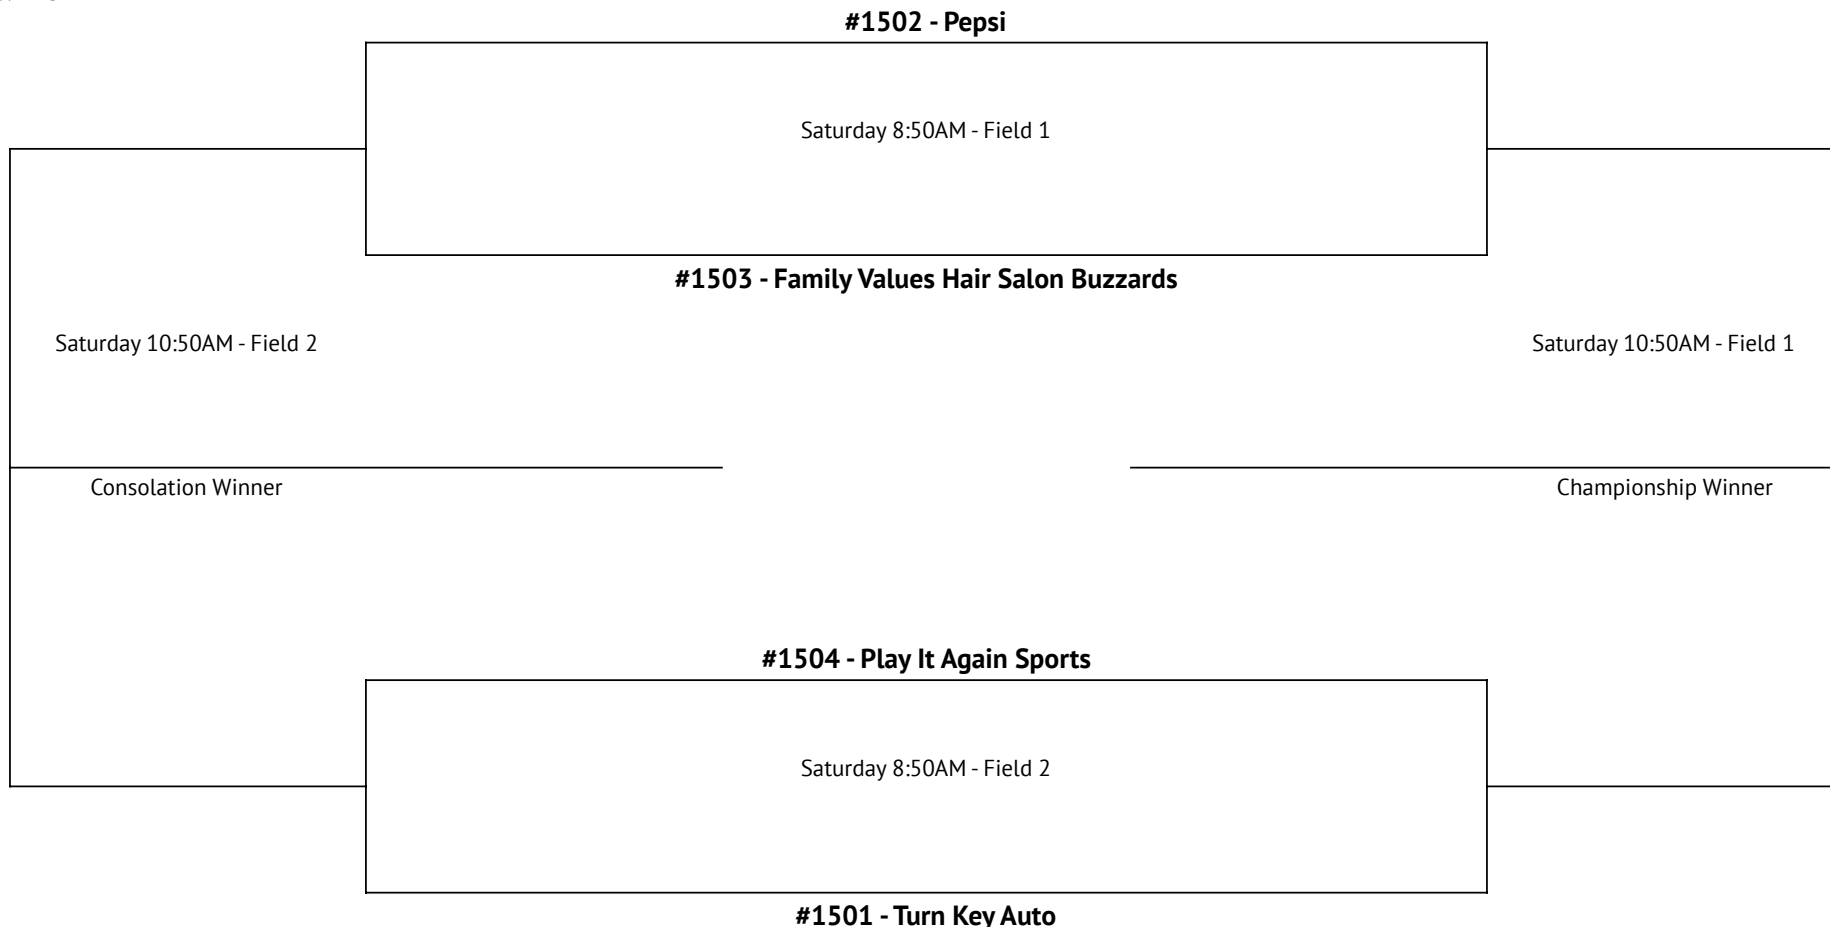 #1502 - Pepsi
Saturday 8:50AM - Field 1
#1503 - Family Values Hair Salon Buzzards
Saturday 10:50AM - Field 2
Saturday 10:50AM - Field 1
Consolation Winner
Championship Winner
#1504 - Play It Again Sports
Saturday 8:50AM - Field 2
#1501 - Turn Key Auto